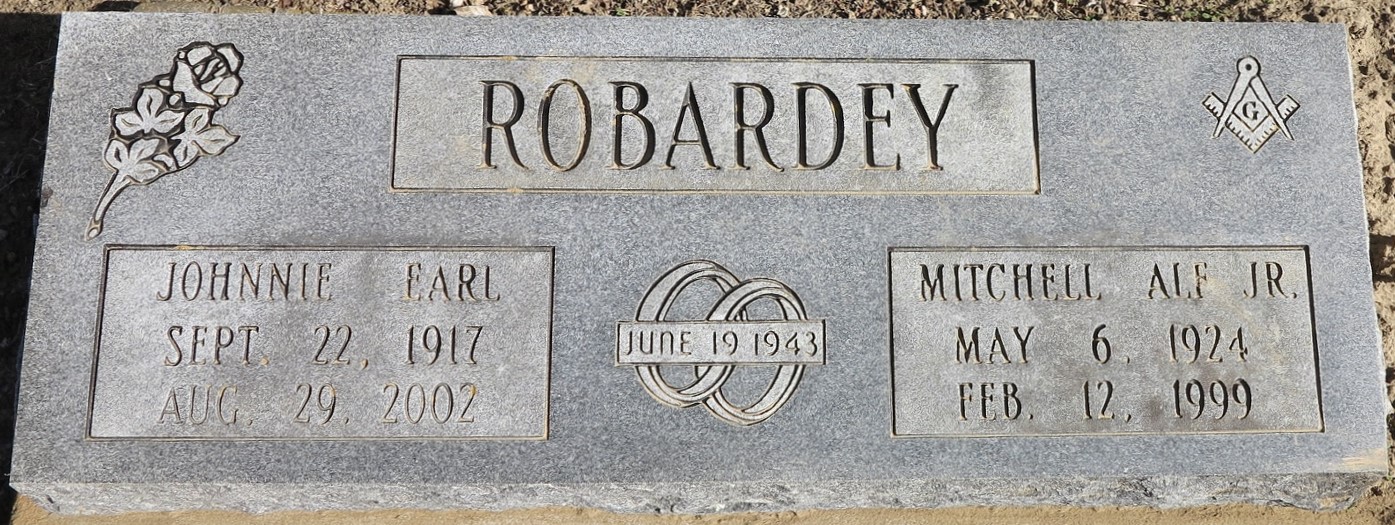 ROBARDEY
G
JOHNNIE EARL
SEPT. 22, 1917
AUG. 29, 2002
JUNE 19 1943
MITCHELL ALF JR.
MAY 6, 1924
FEB. 12, 1999